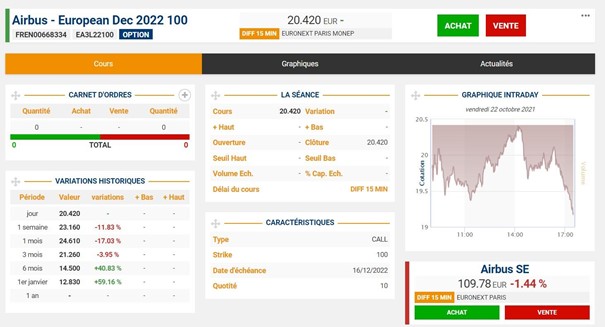 Airbus - European Dec 2022 100
FREN00668334 EA3L22100 OPTION
20.420 EUR -
DIFF 15 MIN EURONEXT PARIS MONEP
ACHAT VENTE
Cours Graphiques Actualités
CARNET D'ORDRES
Quantité Achat Vente Quantité
0 - - 0
0 TOTAL 0
VARIATIONS HISTORIQUES
Période Valeur variations + Bas + Haut
jour 20.420 - - -
1 semaine 23.160 -11.83 % - -
1 mois 24.610 -17.03 % - -
3 mois 21.260 -3.95 % - -
6 mois 14.500 +40.83 % - -
1er janvier 12.830 +59.16 % - -
1 an - - - -
LA SÉANCE
Cours 20.420 Variation -
+ Haut - + Bas -
Ouverture - Clôture 20.420
Seuil Haut - Seuil Bas -
Volume Ech. - % Cap. Ech. -
Délai du cours DIFF 15 MIN
CARACTÉRISTIQUES
Type CALL
Strike 100
Date d'échéance 16/12/2022
Quotité 10
GRAPHIQUE INTRADAY
vendredi 22 octobre 2021
20.5
20
19.5
19
Cotation
Volume
11:00 14:00 17:00
Airbus SE
109.78 EUR -1.44 %
DIFF 15 MIN EURONEXT PARIS
ACHAT VENTE